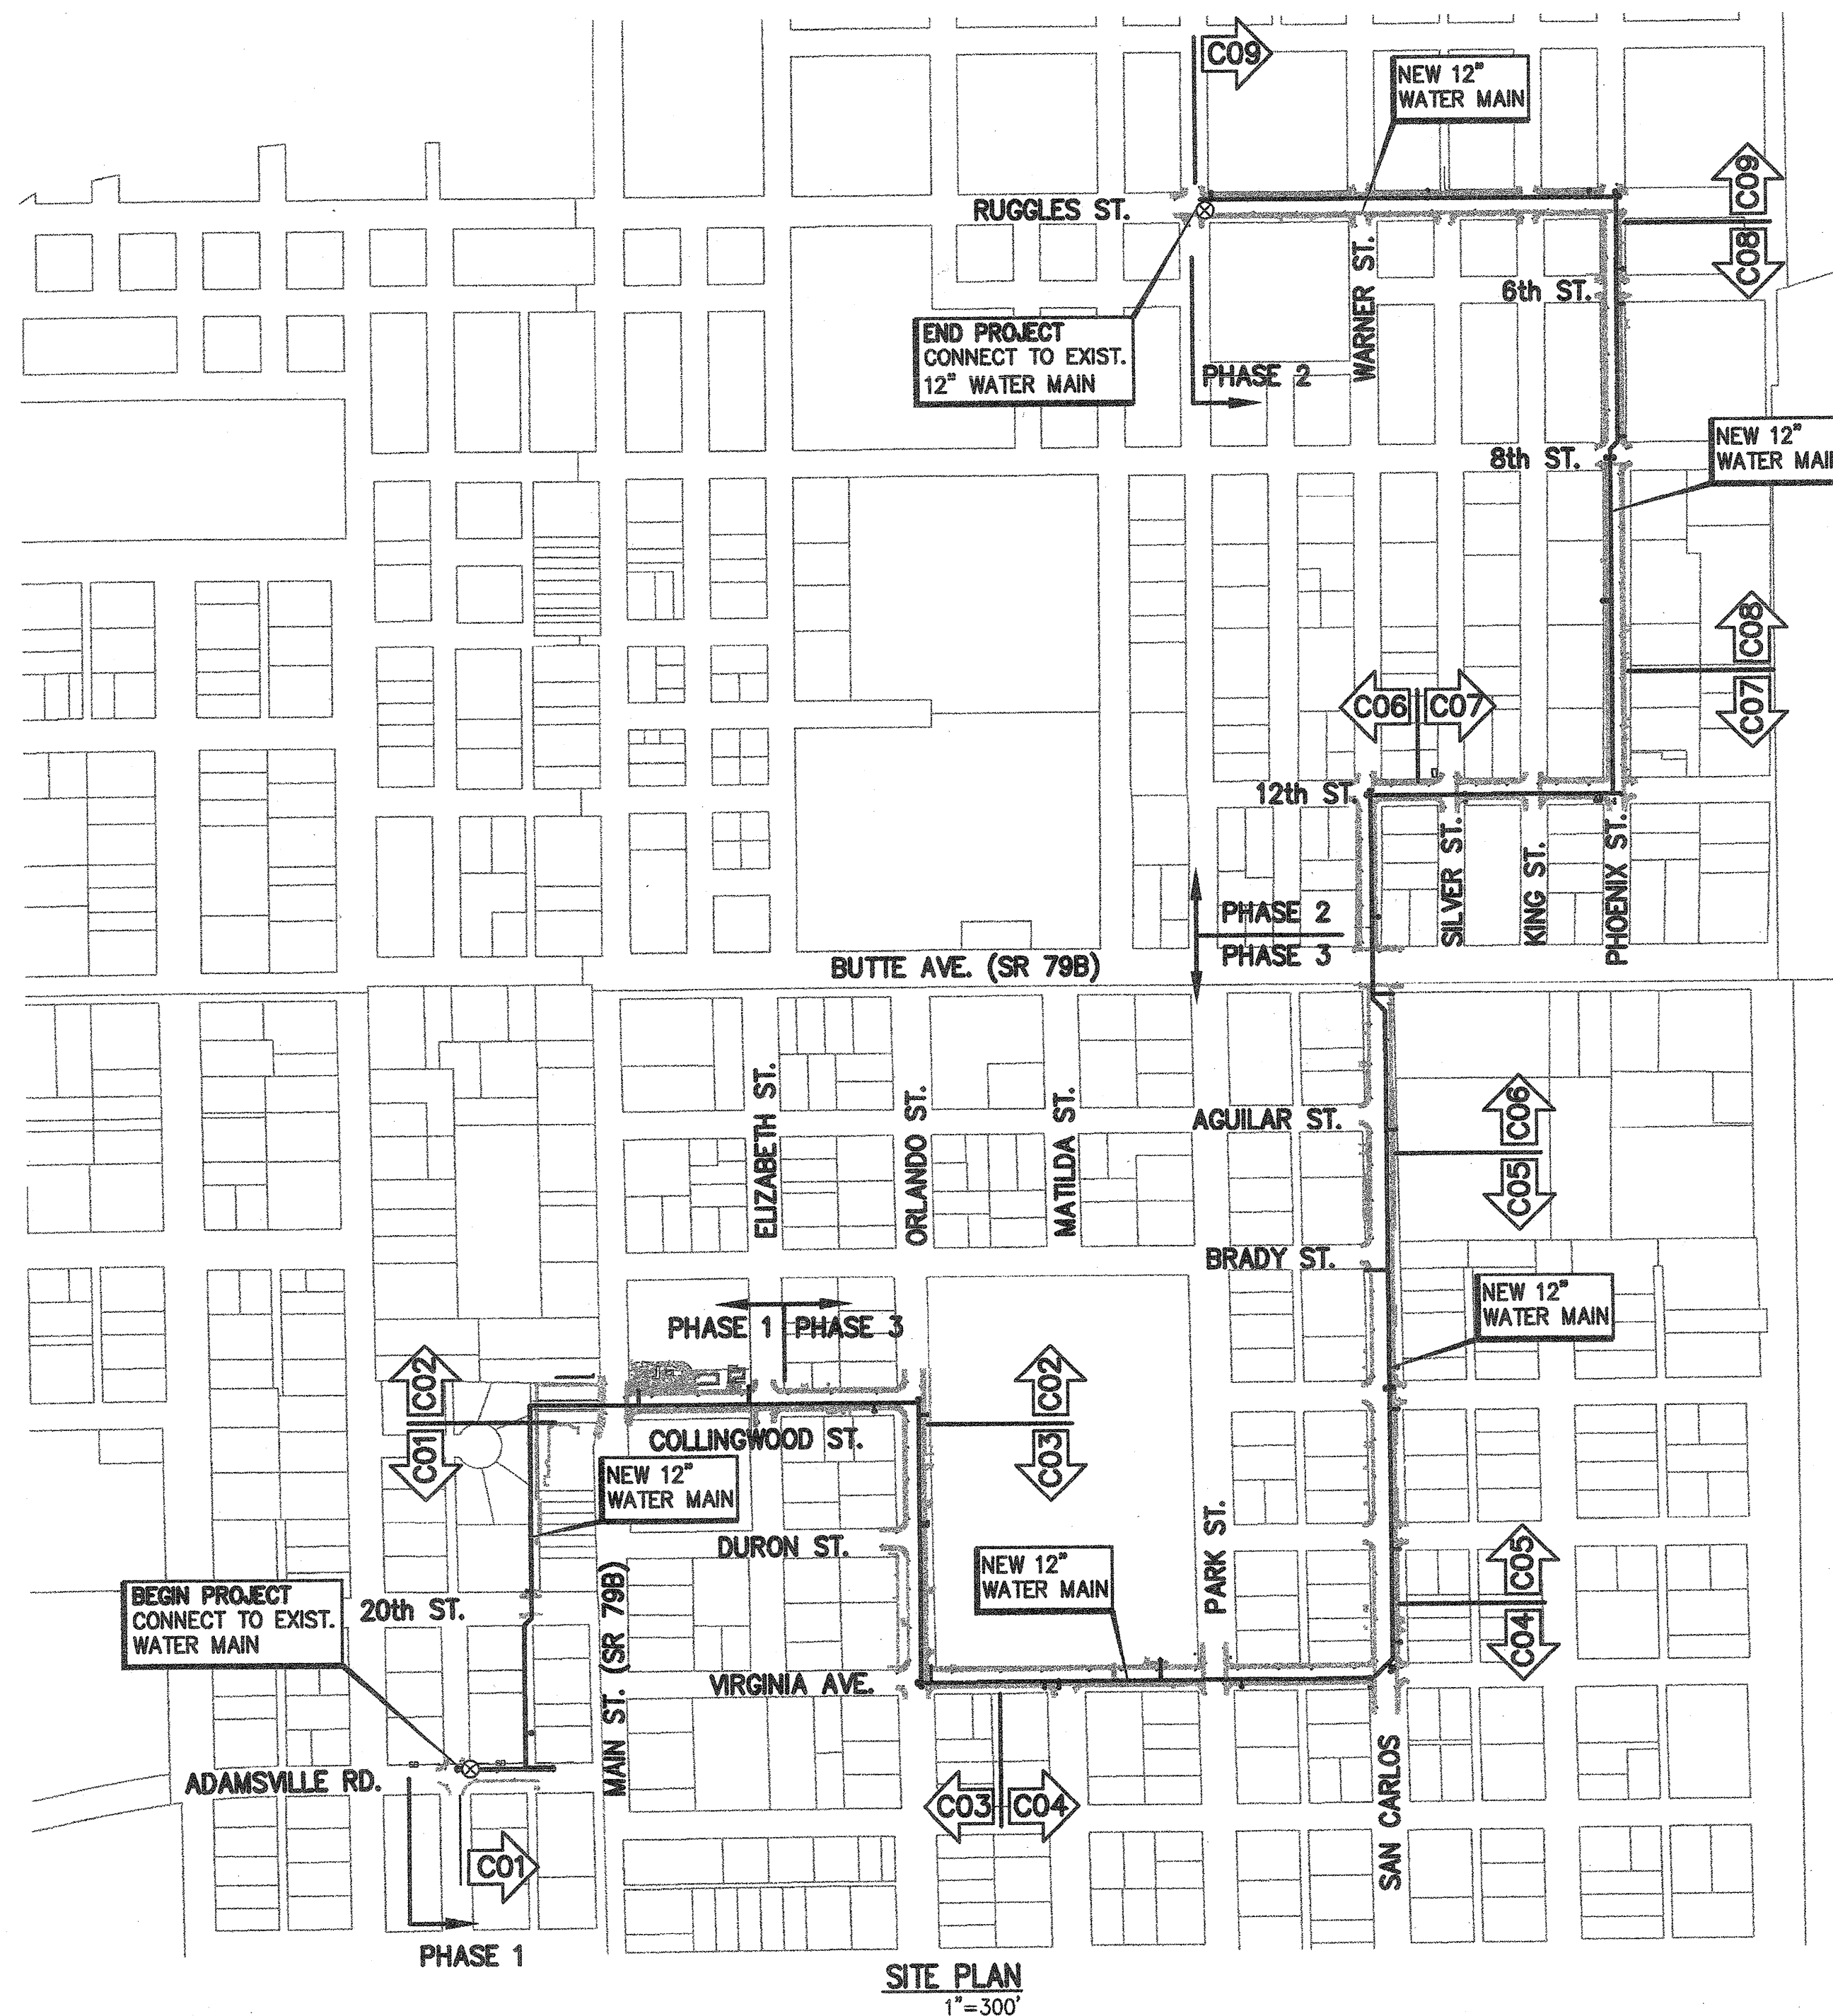 C09
NEW 12"
WATER MAIN
C09
RUGGLES ST.
C08
WARNER ST.
6th ST.
END PROJECT
CONNECT TO EXIST.
12" WATER MAIN
PHASE 2
NEW 12"
WATER MAIN
8th ST.
C08
C06
C07
C07
12th ST.
SILVER ST.
KING ST.
PHOENIX ST.
PHASE 2
PHASE 3
BUTTE AVE. (SR 79B)
ELIZABETH ST.
ORLANDO ST.
MATILDA ST.
AGUILAR ST.
C06
C05
BRADY ST.
NEW 12"
WATER MAIN
PHASE 1
PHASE 3
C02
C01
C02
C03
COLLINGWOOD ST.
NEW 12"
WATER MAIN
DURON ST.
NEW 12"
WATER MAIN
PARK ST.
C05
C04
BEGIN PROJECT
CONNECT TO EXIST.
WATER MAIN
20th ST.
MAIN ST. (SR 79B)
VIRGINIA AVE.
ADAMSVILLE RD.
C03
C04
SAN CARLOS
C01
PHASE 1
SITE PLAN
1"=300'